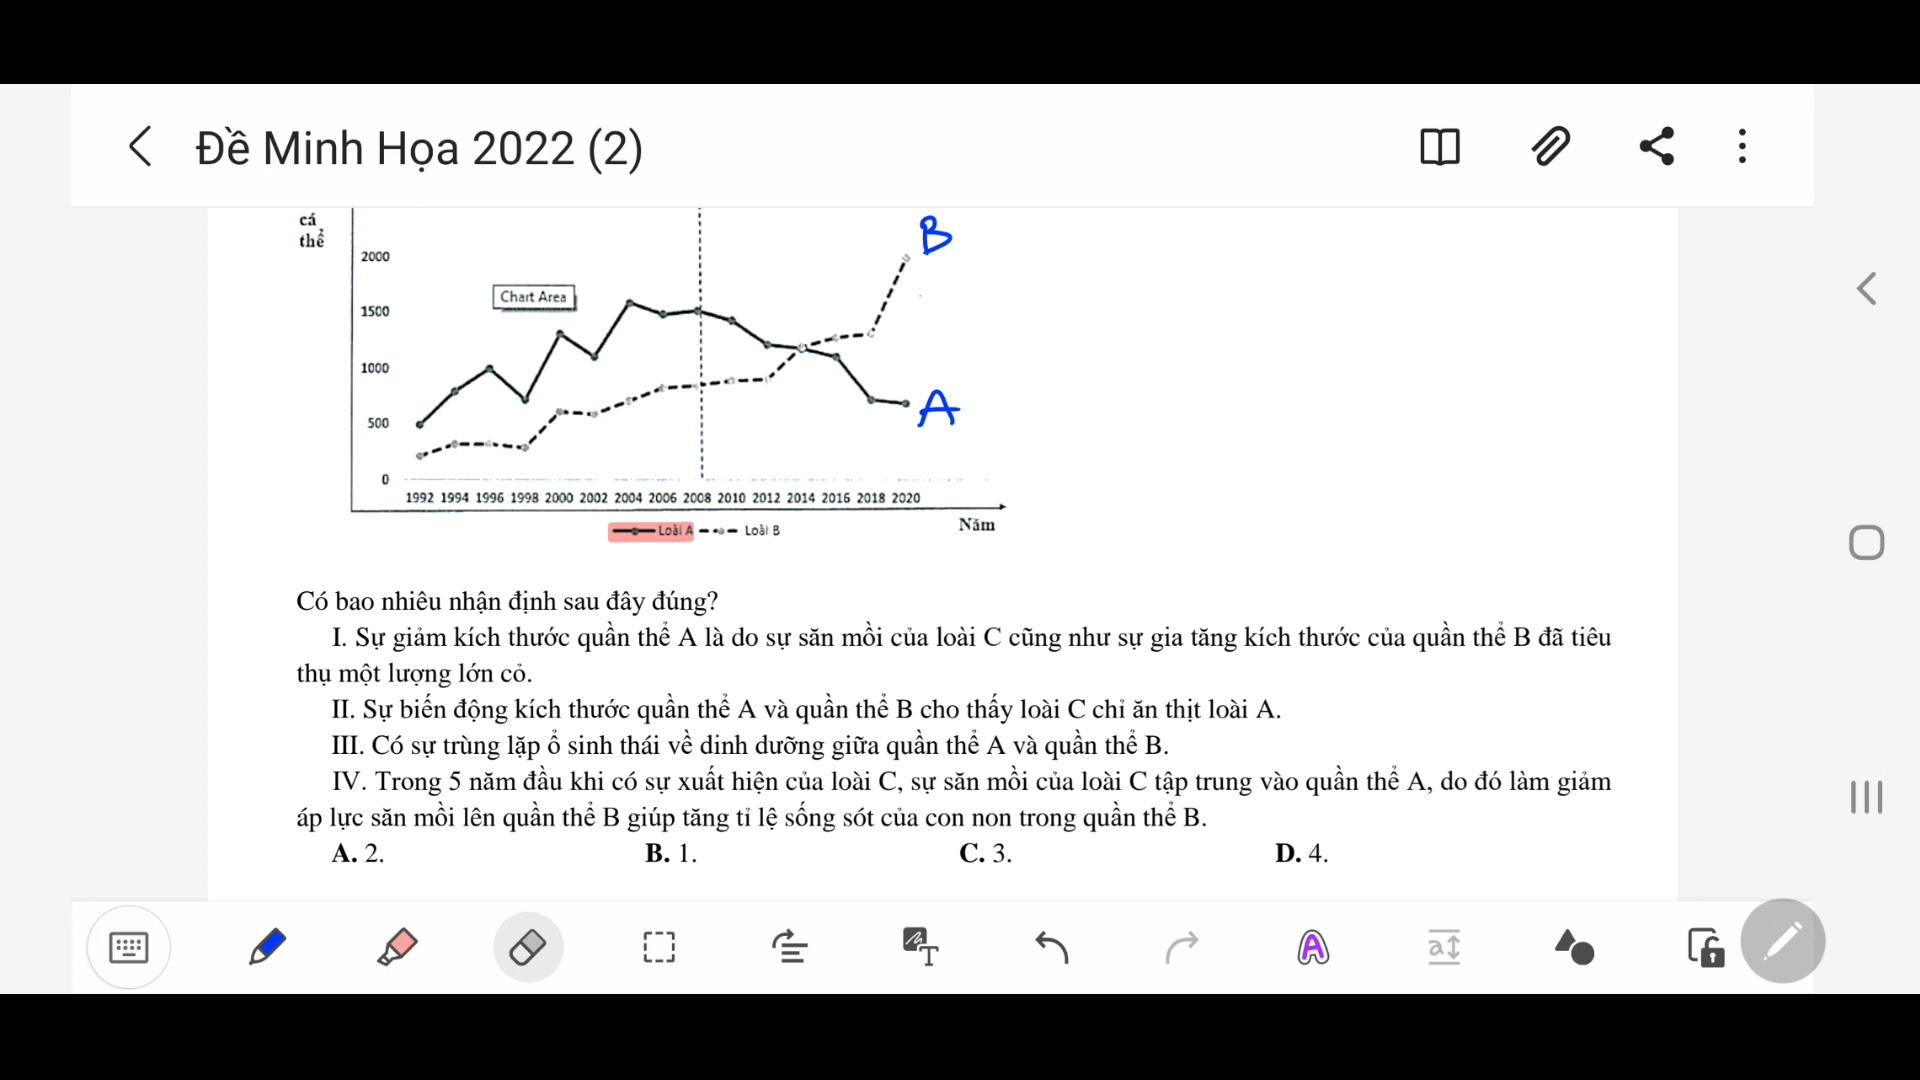 Đề Minh Họa 2022 (2)
cá
thể
B
2000
Chart Area
1500
1000
A
500
0
1992 1994 1996 1998 2000 2002 2004 2006 2008 2010 2012 2014 2016 2018 2020
Năm
Loài A Loài B
Có bao nhiêu nhận định sau đây đúng?
I. Sự giảm kích thước quần thể A là do sự săn mồi của loài C cũng như sự gia tăng kích thước của quần thể B đã tiêu
thụ một lượng lớn cỏ.
II. Sự biến động kích thước quần thể A và quần thể B cho thấy loài C chỉ ăn thịt loài A.
III. Có sự trùng lặp ổ sinh thái về dinh dưỡng giữa quần thể A và quần thể B.
IV. Trong 5 năm đầu khi có sự xuất hiện của loài C, sự săn mồi của loài C tập trung vào quần thể A, do đó làm giảm
áp lực săn mồi lên quần thể B giúp tăng tỉ lệ sống sót của con non trong quần thể B.
A. 2. B. 1. C. 3. D. 4.